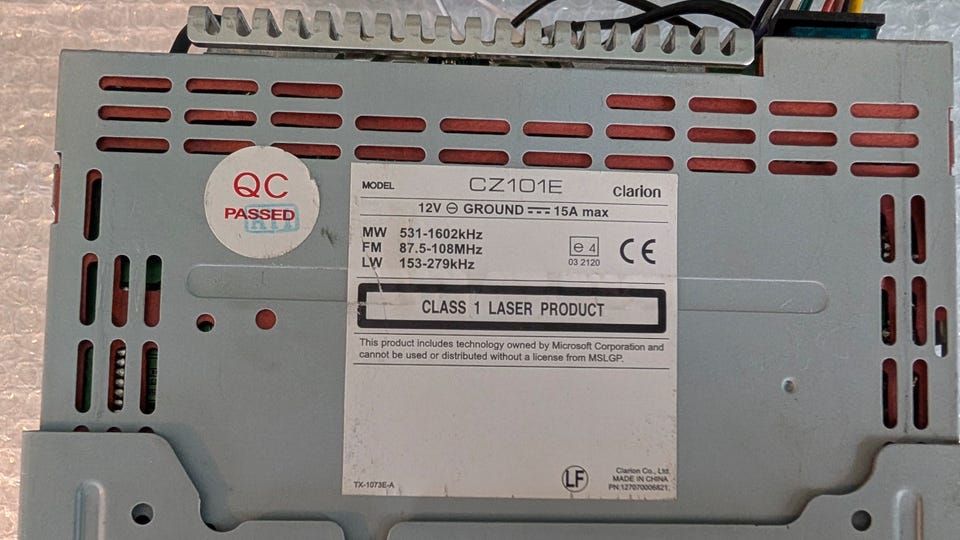 QC
PASSED
MODEL CZ101E Clarion
12V ⊖ GROUND ⎓ 15A max
MW 531-1602kHz
FM 87.5-108MHz
LW 153-279kHz
e 4
03 2120
CE
CLASS 1 LASER PRODUCT
This product includes technology owned by Microsoft Corporation and
cannot be used or distributed without a license from MSLGP.
TX-1073E-A
LF
Clarion Co., Ltd.
MADE IN CHINA
PN:127070006821